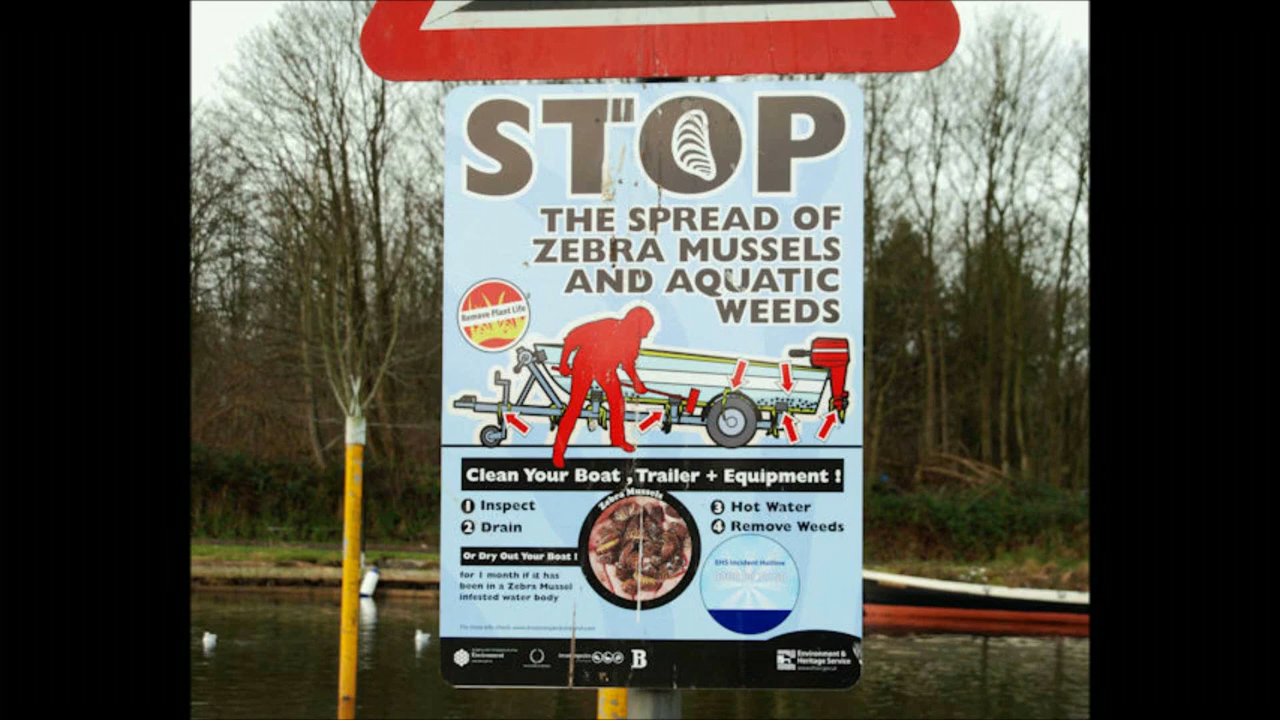 STOP
THE SPREAD OF
ZEBRA MUSSELS
AND AQUATIC
WEEDS
Remove Plant Life
Clean Your Boat , Trailer + Equipment !
1 Inspect
2 Drain
Zebra Mussels
3 Hot Water
4 Remove Weeds
Or Dry Out Your Boat !
for 1 month if it has
been in a Zebra Mussel
infested water body
EHS Incident Hotline
Environment
B
Environment &
Heritage Service